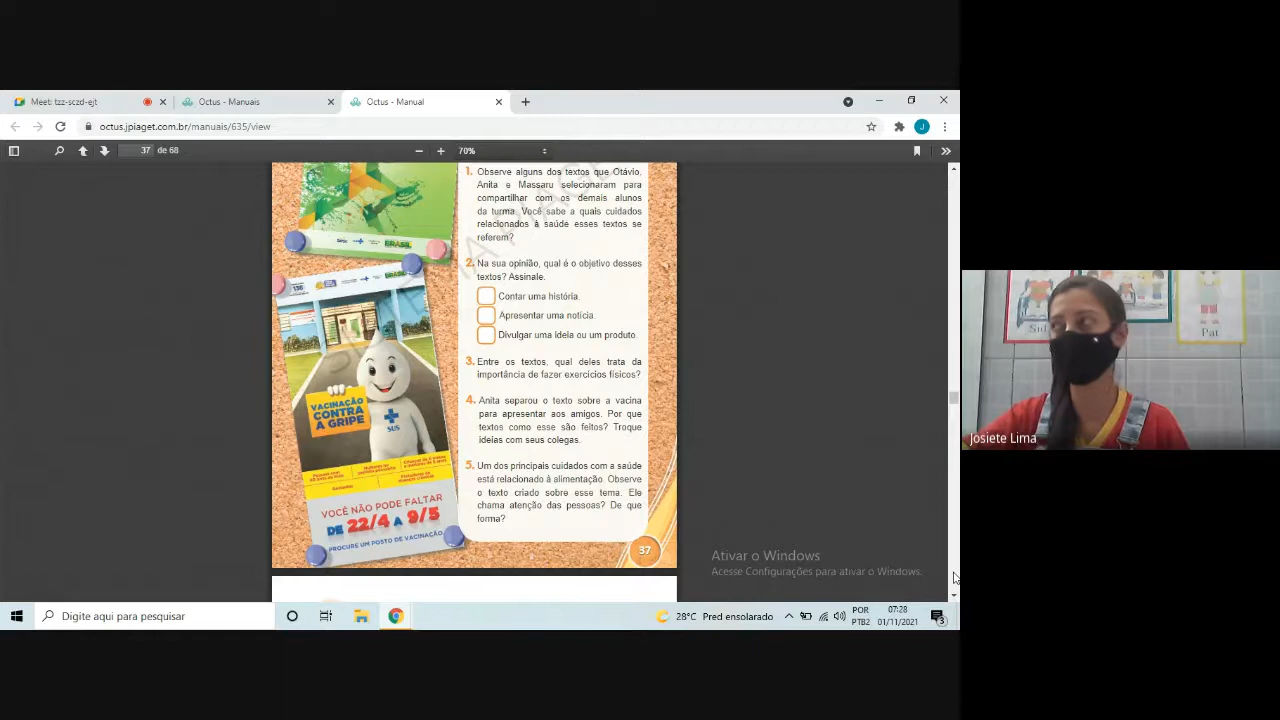 Meet: tzz-sczd-ejt
Octus - Manuais
Octus - Manual
octus.jpiaget.com.br/manuais/635/view
J
37 de 68
70%
BRASIL
1. Observe alguns dos textos que Otávio,
Anita e Massaru selecionaram para
compartilhar com os demais alunos
da turma. Você sabe a quais cuidados
relacionados à saúde esses textos se
referem?
2. Na sua opinião, qual é o objetivo desses
textos? Assinale.
Contar uma história.
Apresentar uma notícia.
Divulgar uma ideia ou um produto.
3. Entre os textos, qual deles trata da
importância de fazer exercícios físicos?
4. Anita separou o texto sobre a vacina
para apresentar aos amigos. Por que
textos como esse são feitos? Troque
ideias com seus colegas.
5. Um dos principais cuidados com a saúde
está relacionado à alimentação. Observe
o texto criado sobre esse tema. Ele
chama atenção das pessoas? De que
forma?
37
136
BRASIL
VACINAÇÃO
CONTRA
A GRIPE
SUS
VOCÊ NÃO PODE FALTAR
DE 22/4 A 9/5
PROCURE UM POSTO DE VACINAÇÃO
Sid
Pat
Josiete Lima
Ativar o Windows
Acesse Configurações para ativar o Windows.
Digite aqui para pesquisar
28°C Pred ensolarado
POR
PTB2
07:28
01/11/2021
3